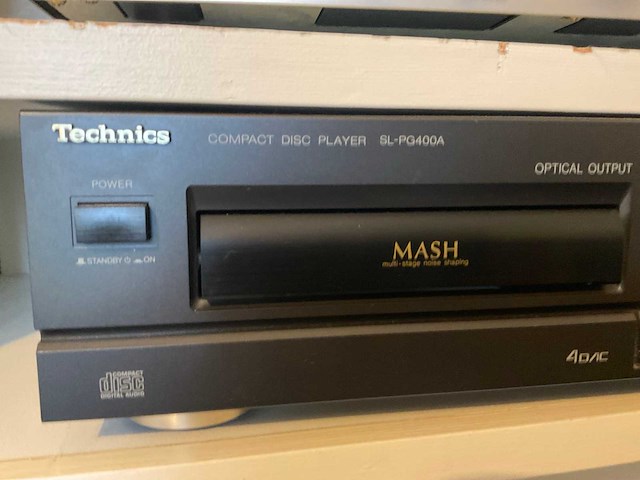 Technics
COMPACT DISC PLAYER SL-PG400A
OPTICAL OUTPUT
POWER
MASH
multi-stage noise shaping
STANDBY ON
4DAC
COMPACT
disc
DIGITAL AUDIO